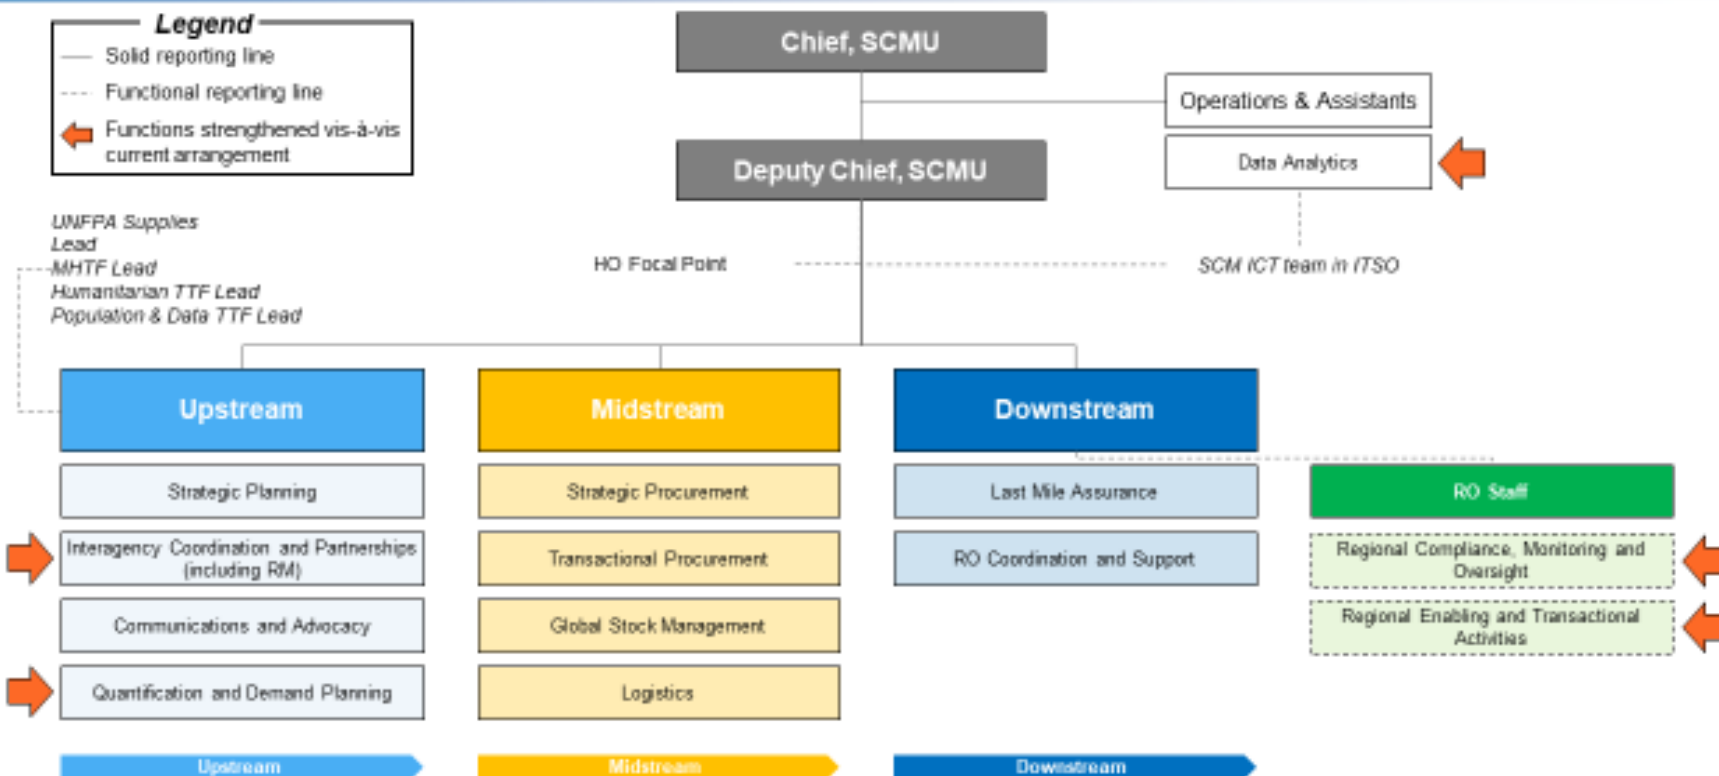 Legend
Solid reporting line
Functional reporting line
Functions strengthened vis-à-vis
current arrangement
Chief, SCMU
Operations & Assistants
Data Analytics
Deputy Chief, SCMU
UNFPA Supplies
Lead
MHTF Lead
Humanitarian TTF Lead
Population & Data TTF Lead
HO Focal Point
SCM ICT team in ITSO
Upstream
Midstream
Downstream
Strategic Planning
Interagency Coordination and Partnerships
(including RM)
Communications and Advocacy
Quantification and Demand Planning
Strategic Procurement
Transactional Procurement
Global Stock Management
Logistics
Last Mile Assurance
RO Coordination and Support
RO Staff
Regional Compliance, Monitoring and
Oversight
Regional Enabling and Transactional
Activities
Upstream
Midstream
Downstream